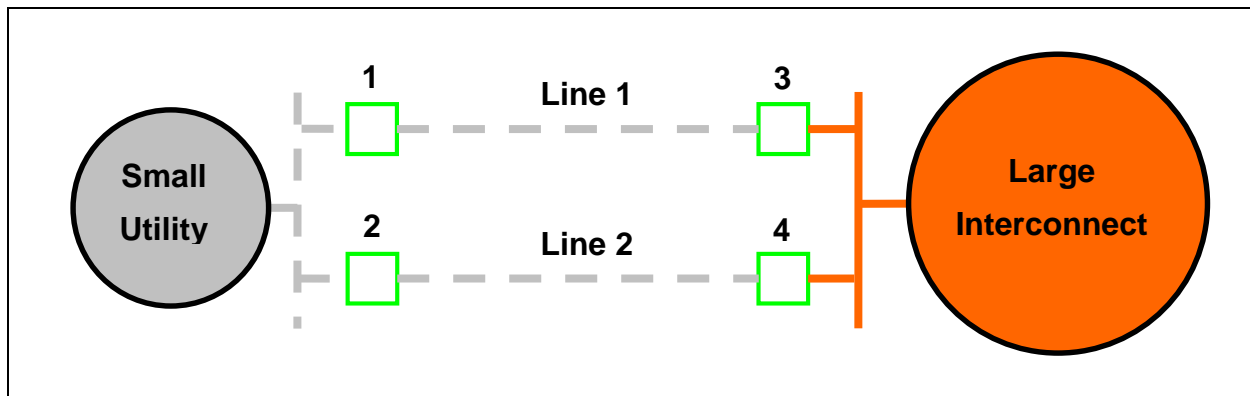 1
Line 1
3
Small
Utility
2
Line 2
4
Large
Interconnect